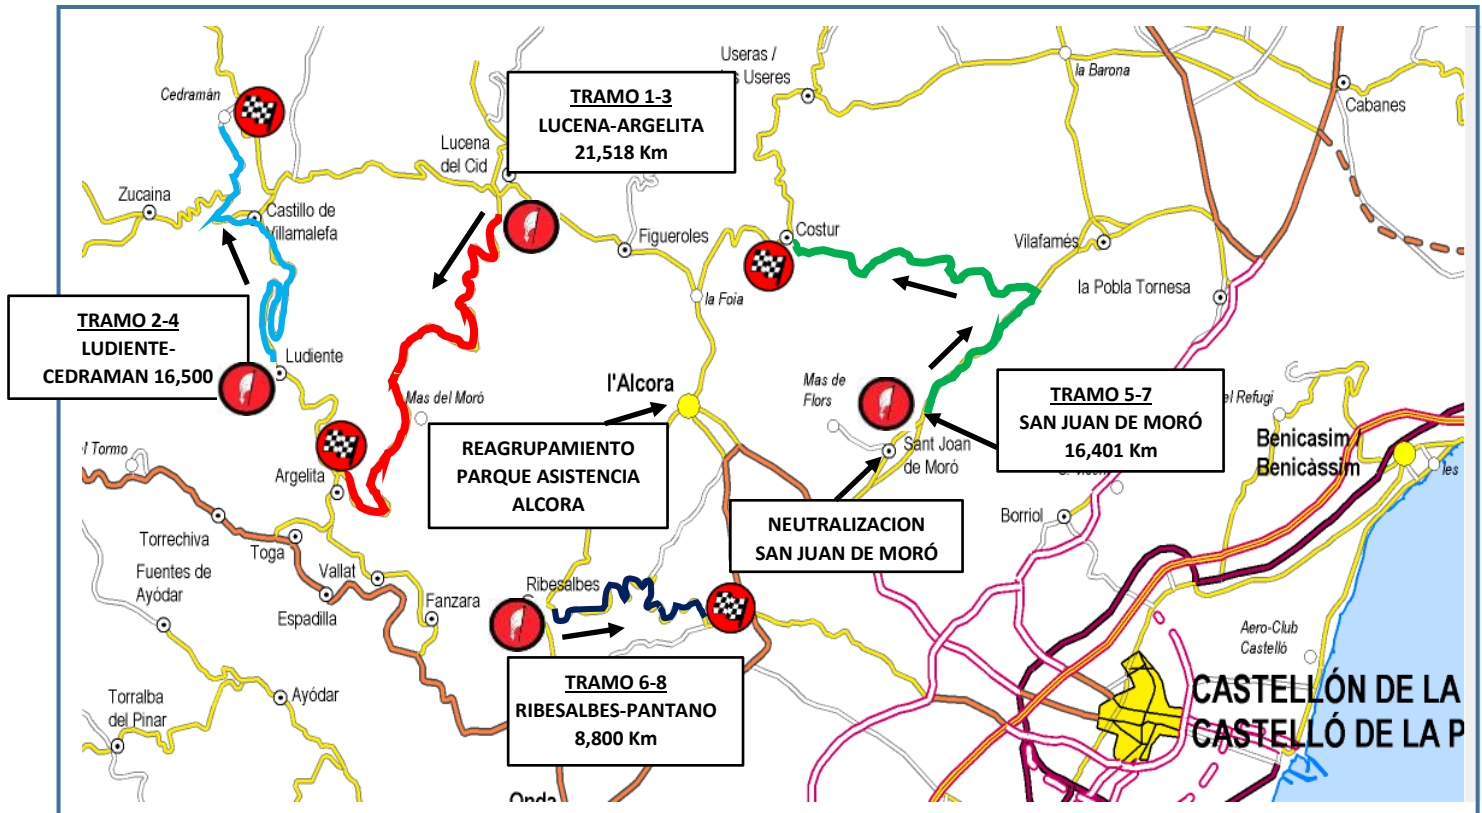 Useras /
s Useres
la Barona
Cabanes
Cedramán
TRAMO 1-3
LUCENA-ARGELITA
21,518 Km
Lucena
del Cid
Zucaina
Castillo de
Villamalefa
Figueroles
Costur
Vilafamés
la Pobla Tornesa
la Foia
TRAMO 2-4
LUDIENTE-
CEDRAMAN 16,500
Ludiente
Mas del Moró
l'Alcora
Mas de
Flors
TRAMO 5-7
SAN JUAN DE MORÓ
16,401 Km
el Refugi
Benicasim /
Benicàssim
les
REAGRUPAMIENTO
PARQUE ASISTENCIA
ALCORA
Sant Joan
de Moró
l Tormo
Argelita
NEUTRALIZACION
SAN JUAN DE MORÓ
Borriol
Torrechiva
Toga
Fuentes de
Ayódar
Vallat
Espadilla
Fanzara
Ribesalbes
Aero-Club
Castelló
TRAMO 6-8
RIBESALBES-PANTANO
8,800 Km
Torralba
del Pinar
Ayódar
CASTELLÓN DE LA
CASTELLÓ DE LA P
Onda